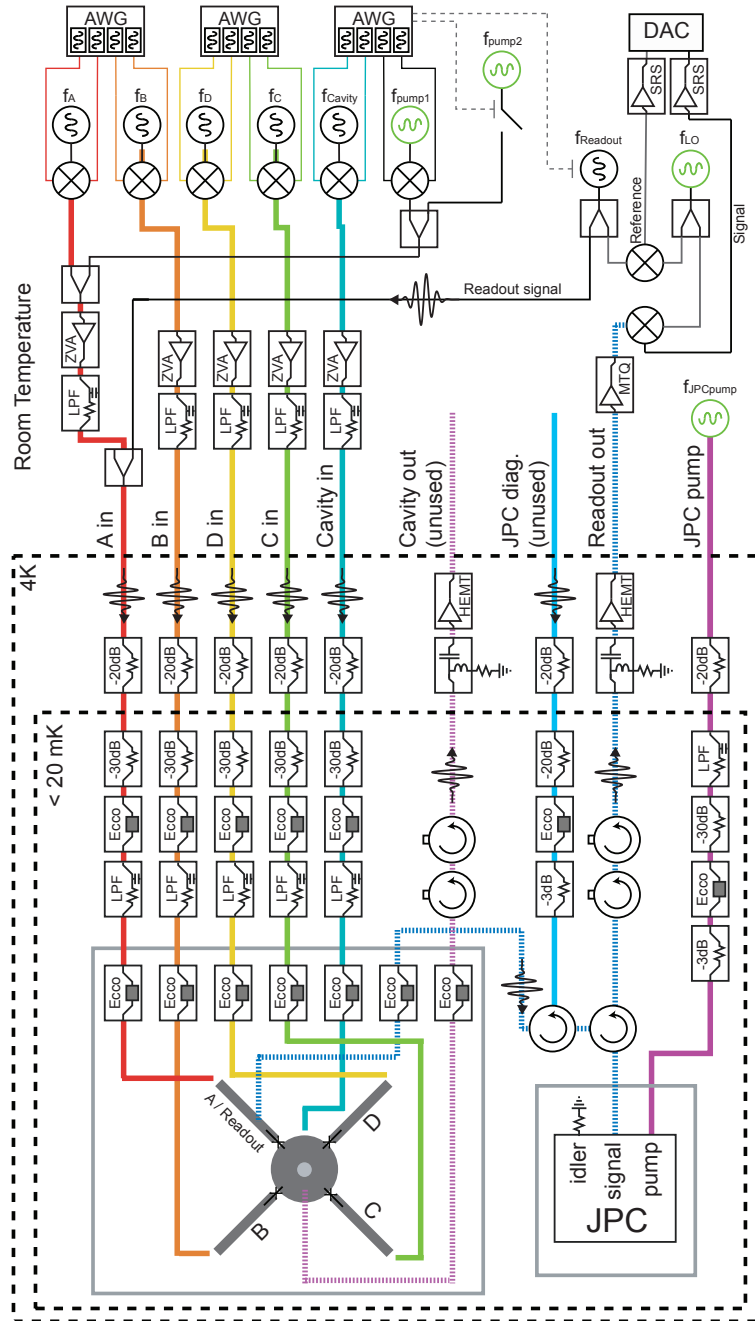 AWG
AWG
AWG
DAC
SRS
SRS
fA
fB
fD
fC
fCavity
fpump1
fpump2
fReadout
fLO
Reference
Signal
Readout signal
Room Temperature
ZVA
LPF
ZVA
LPF
ZVA
LPF
ZVA
LPF
ZVA
LPF
MTQ
fJPCpump
A in
B in
D in
C in
Cavity in
Cavity out
(unused)
JPC diag.
(unused)
Readout out
JPC pump
4K
HEMT
HEMT
-20dB
-20dB
-20dB
-20dB
-20dB
-20dB
-20dB
< 20 mK
-30dB
-30dB
-30dB
-30dB
-30dB
-20dB
LPF
Ecco
Ecco
Ecco
Ecco
Ecco
Ecco
-30dB
LPF
LPF
LPF
LPF
LPF
-3dB
Ecco
-3dB
Ecco
Ecco
Ecco
Ecco
Ecco
Ecco
Ecco
A / Readout
D
B
C
idler
signal
pump
JPC